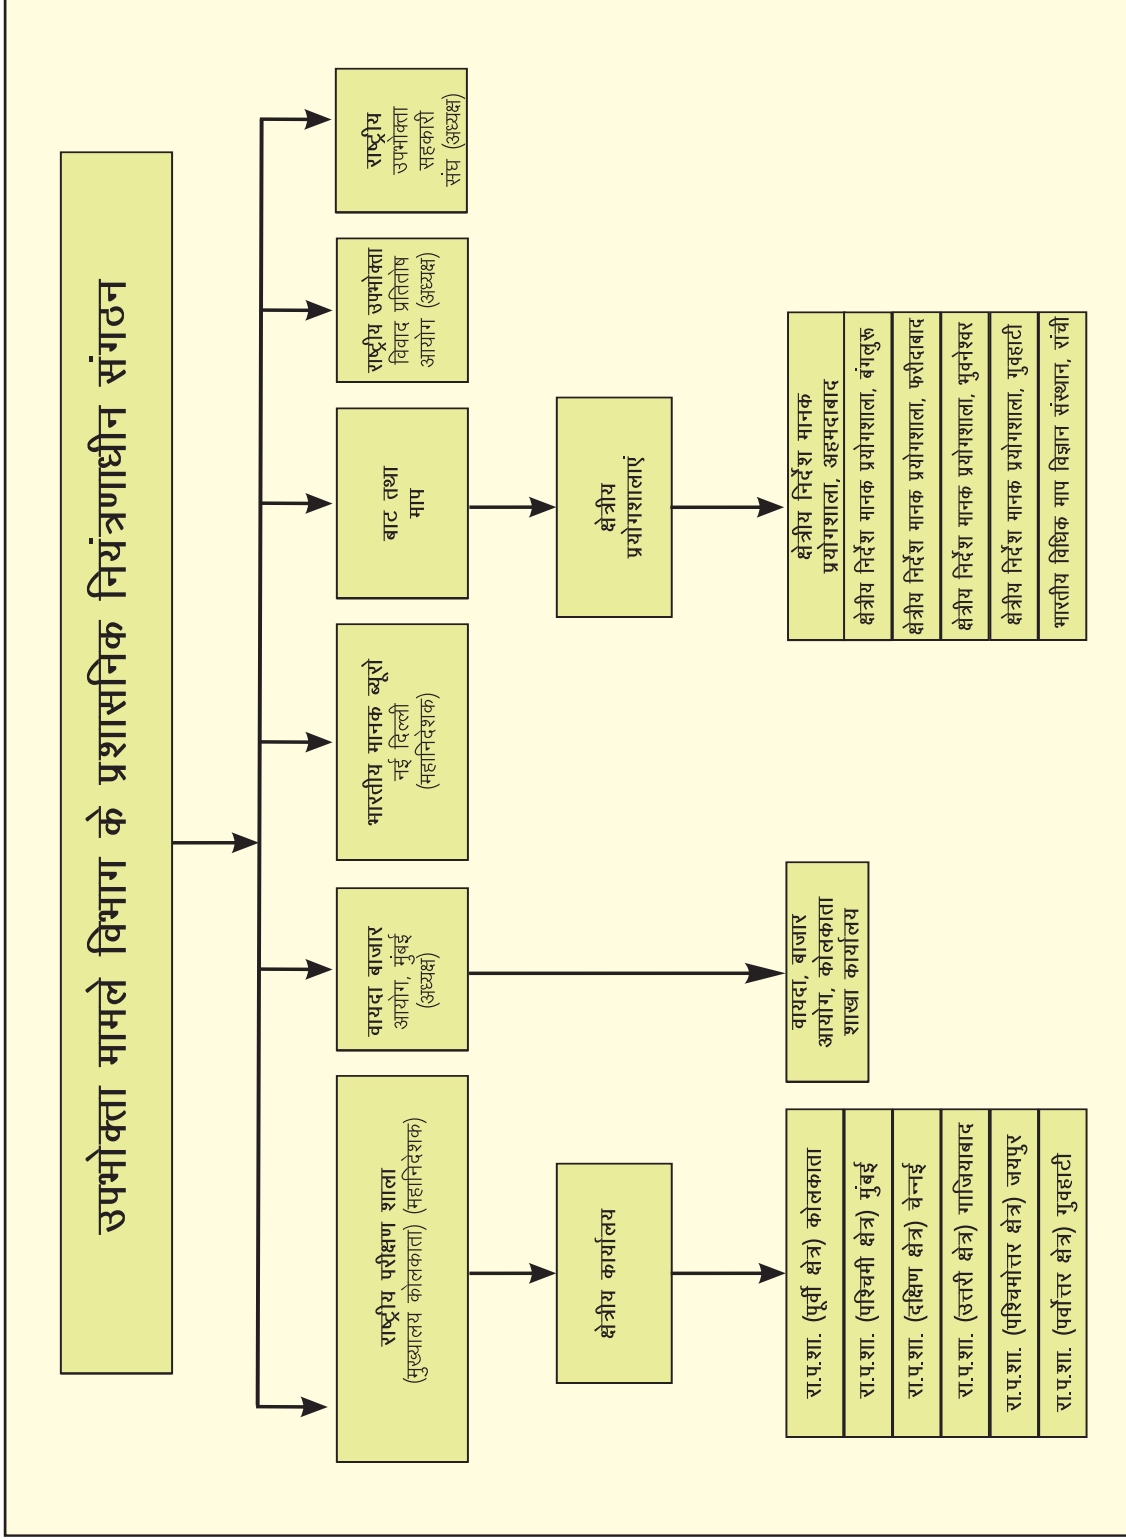 उपभोक्ता मामले विभाग के प्रशासनिक नियंत्रणाधीन संगठन
राष्ट्रीय परीक्षण शाला
(मुख्यालय कोलकाता) (महानिदेशक)
वायदा बाजार
आयोग, मुंबई
(अध्यक्ष)
भारतीय मानक ब्यूरो
नई दिल्ली
(महानिदेशक)
बाट तथा
माप
राष्ट्रीय उपभोक्ता
विवाद प्रतितोष
आयोग (अध्यक्ष)
राष्ट्रीय
उपभोक्ता
सहकारी
संघ (अध्यक्ष)
क्षेत्रीय कार्यालय
क्षेत्रीय
प्रयोगशालाएं
रा.प.शा. (पूर्वी क्षेत्र) कोलकाता
रा.प.शा. (पश्चिमी क्षेत्र) मुंबई
रा.प.शा. (दक्षिण क्षेत्र) चेन्नई
रा.प.शा. (उत्तरी क्षेत्र) गाजियाबाद
रा.प.शा. (पश्चिमोत्तर क्षेत्र) जयपुर
रा.प.शा. (पर्वोत्तर क्षेत्र) गुवहाटी
वायदा, बाजार
आयोग, कोलकाता
शाखा कार्यालय
क्षेत्रीय निर्देश मानक
प्रयोगशाला, अहमदाबाद
क्षेत्रीय निर्देश मानक प्रयोगशाला, बंगलुरू
क्षेत्रीय निर्देश मानक प्रयोगशाला, फरीदाबाद
क्षेत्रीय निर्देश मानक प्रयोगशाला, भुवनेश्वर
क्षेत्रीय निर्देश मानक प्रयोगशाला, गुवहाटी
भारतीय विधिक माप विज्ञान संस्थान, रांची